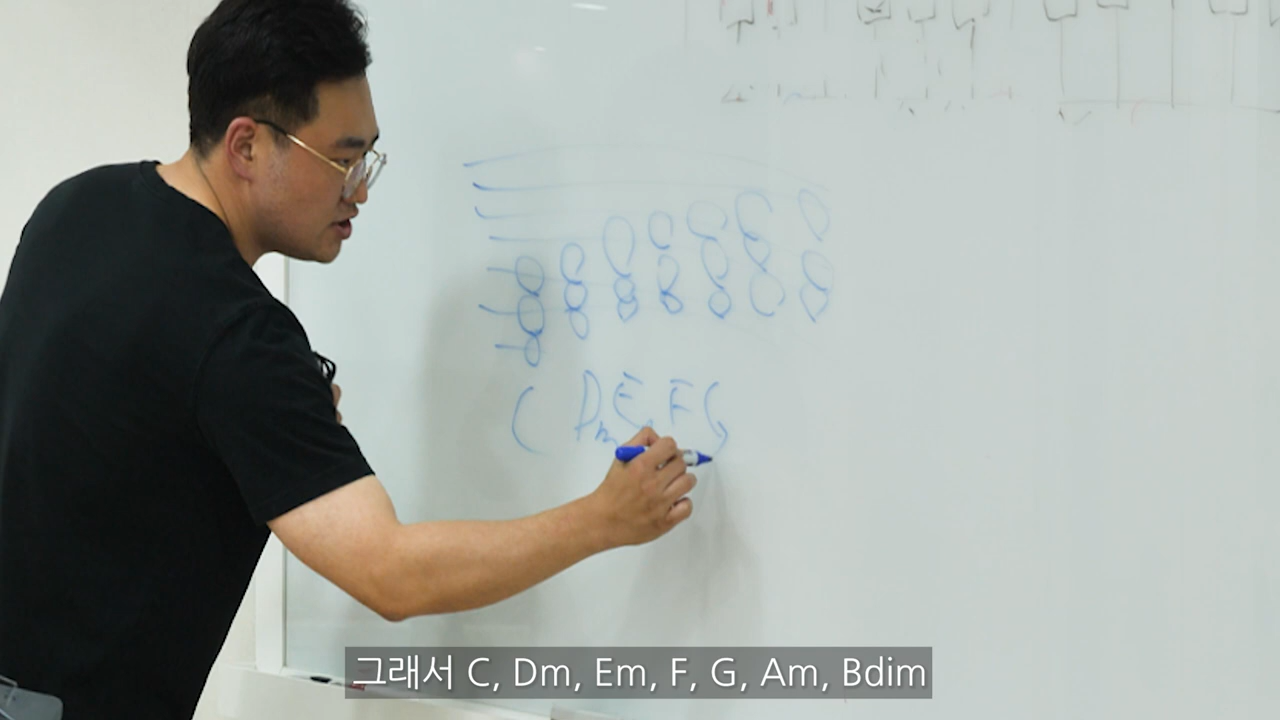 C Dm Em F G
그래서 C, Dm, Em, F, G, Am, Bdim